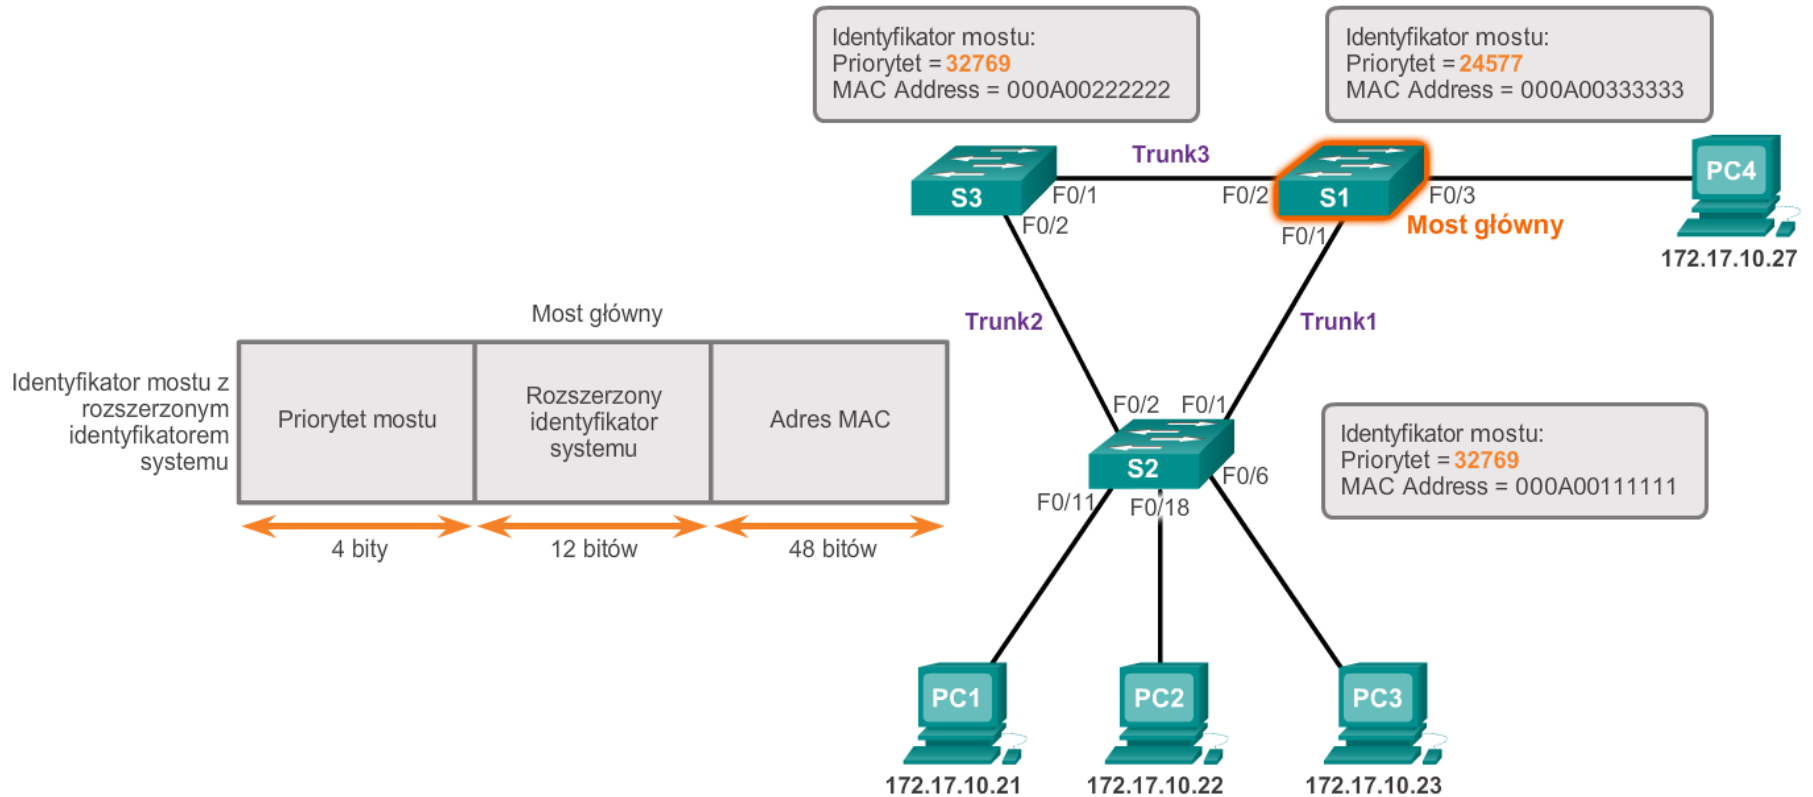 Identyfikator mostu:
Priorytet = 32769
MAC Address = 000A00222222
Identyfikator mostu:
Priorytet = 24577
MAC Address = 000A00333333
Trunk3
S3
F0/1
F0/2
S1
F0/3
PC4
F0/2
F0/1
Most główny
172.17.10.27
Most główny
Trunk2
Trunk1
Identyfikator mostu z
rozszerzonym
identyfikatorem
systemu
Priorytet mostu
Rozszerzony
identyfikator
systemu
Adres MAC
4 bity
12 bitów
48 bitów
F0/2
F0/1
S2
F0/6
F0/11
F0/18
Identyfikator mostu:
Priorytet = 32769
MAC Address = 000A00111111
PC1
PC2
PC3
172.17.10.21
172.17.10.22
172.17.10.23